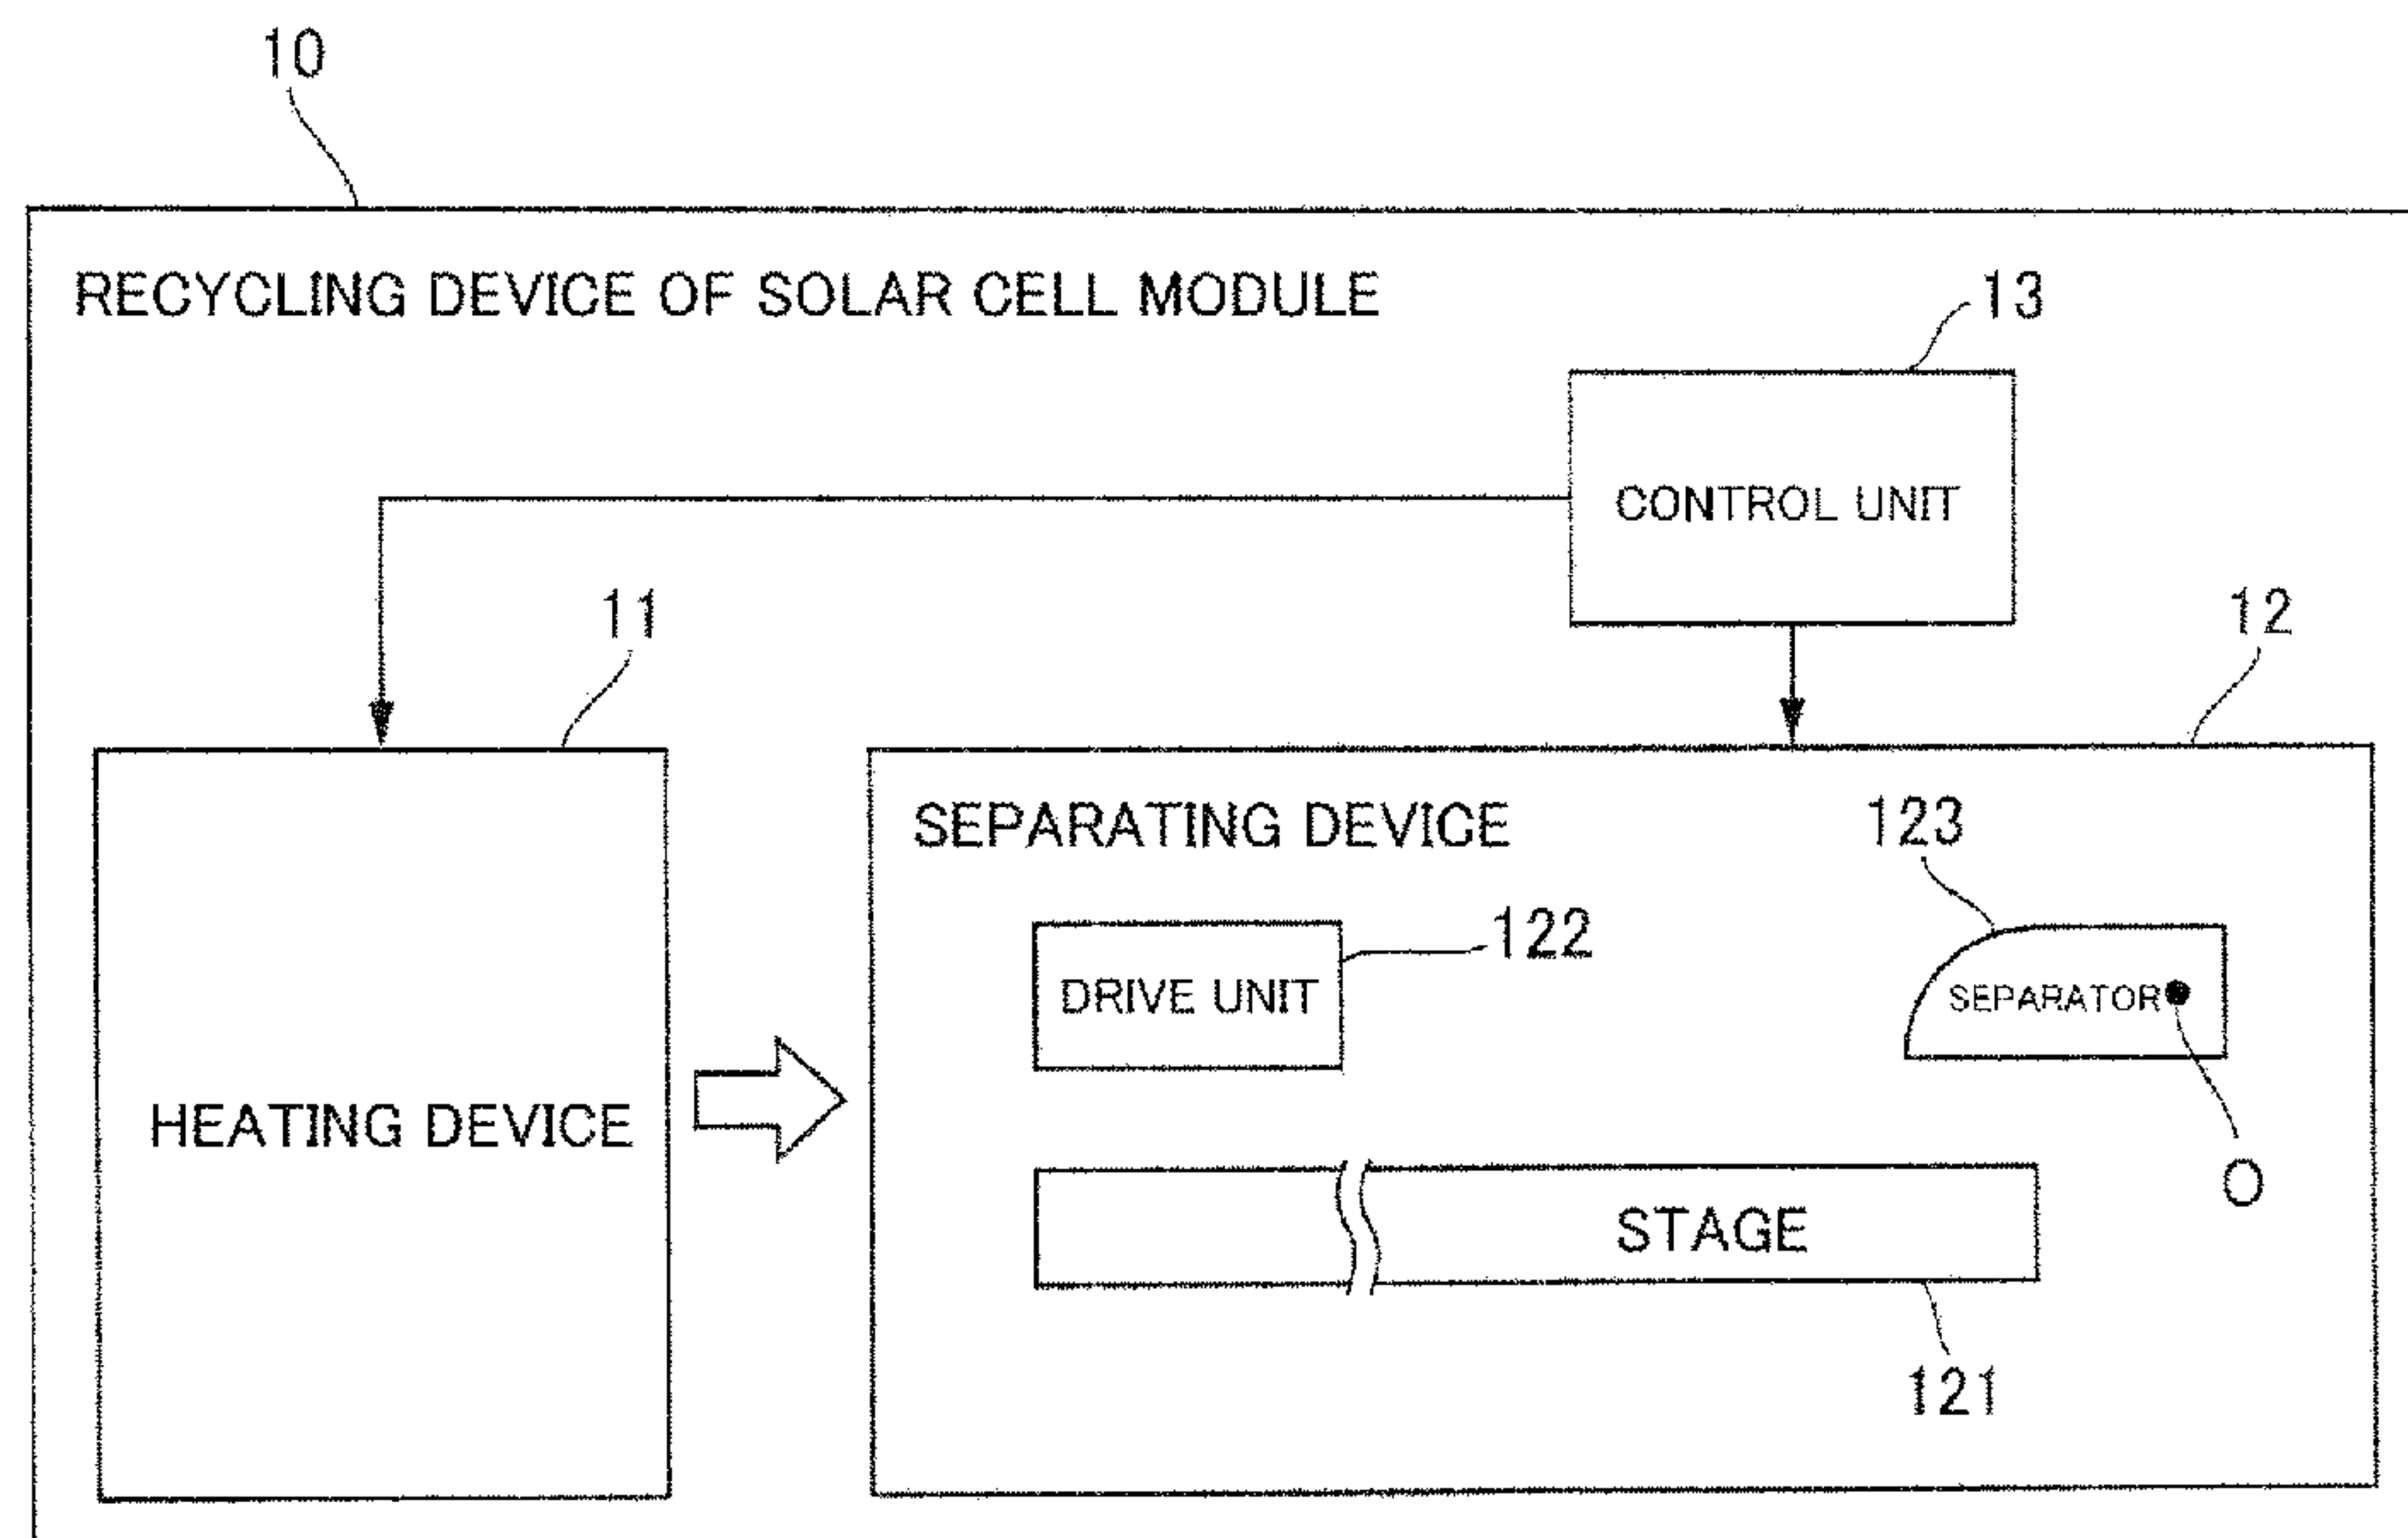 10
RECYCLING DEVICE OF SOLAR CELL MODULE
13
CONTROL UNIT
11
12
SEPARATING DEVICE
123
122
DRIVE UNIT
SEPARATOR
HEATING DEVICE
O
STAGE
121